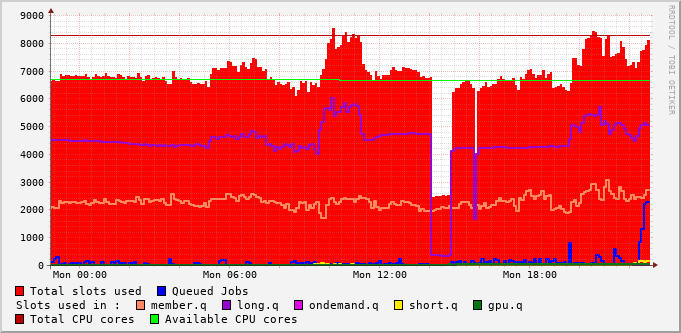 9000
8000
7000
6000
5000
4000
3000
2000
1000
0
Mon 00:00 Mon 06:00 Mon 12:00 Mon 18:00
RRDTOOL / TOBI OETIKER
Total slots used Queued Jobs
Slots used in : member.q long.q ondemand.q short.q gpu.q
Total CPU cores Available CPU cores